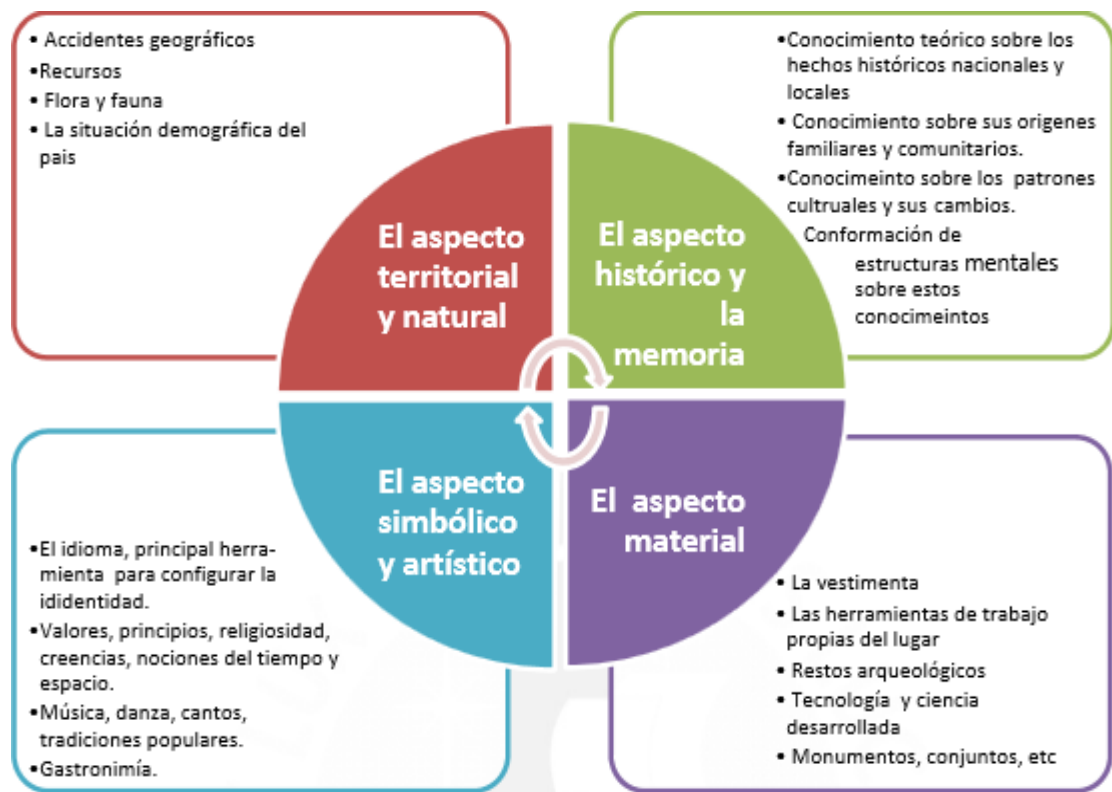 • Accidentes geográficos
• Recursos
• Flora y fauna
• La situación demográfica del
pais
El aspecto
territorial
y natural
•Conocimiento teórico sobre los
hechos históricos nacionales y
locales
• Conocimiento sobre sus origenes
familiares y comunitarios.
•Conocimeinto sobre los patrones
cultruales y sus cambios.
Conformación de
estructuras mentales
sobre estos
conocimeintos
El aspecto
histórico y
la
memoria
El aspecto
simbólico
y artístico
•El idioma, principal herra-
mienta para configurar la
ididentidad.
•Valores, principios, religiosidad,
creencias, nociones del tiempo y
espacio.
•Música, danza, cantos,
tradiciones populares.
•Gastronimía.
El aspecto
material
• La vestimenta
• Las herramientas de trabajo
propias del lugar
• Restos arqueológicos
• Tecnología y ciencia
desarrollada
• Monumentos, conjuntos, etc